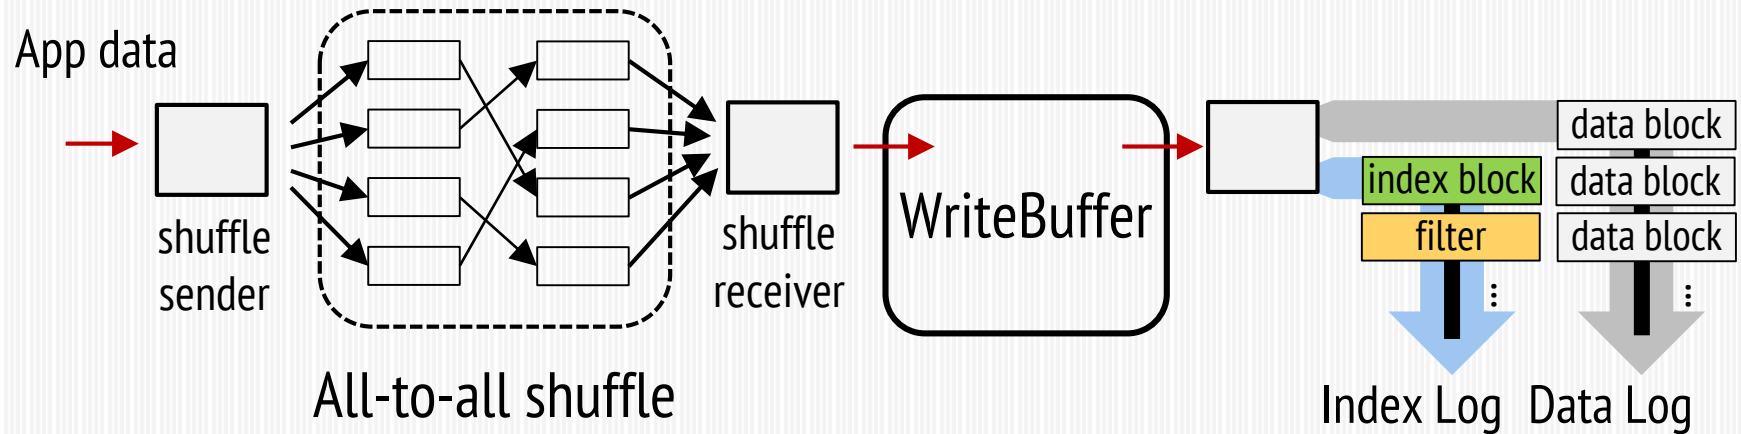 App data
shuffle
sender
All-to-all shuffle
shuffle
receiver
WriteBuffer
index block
filter
...
Index Log
data block
data block
data block
...
Data Log